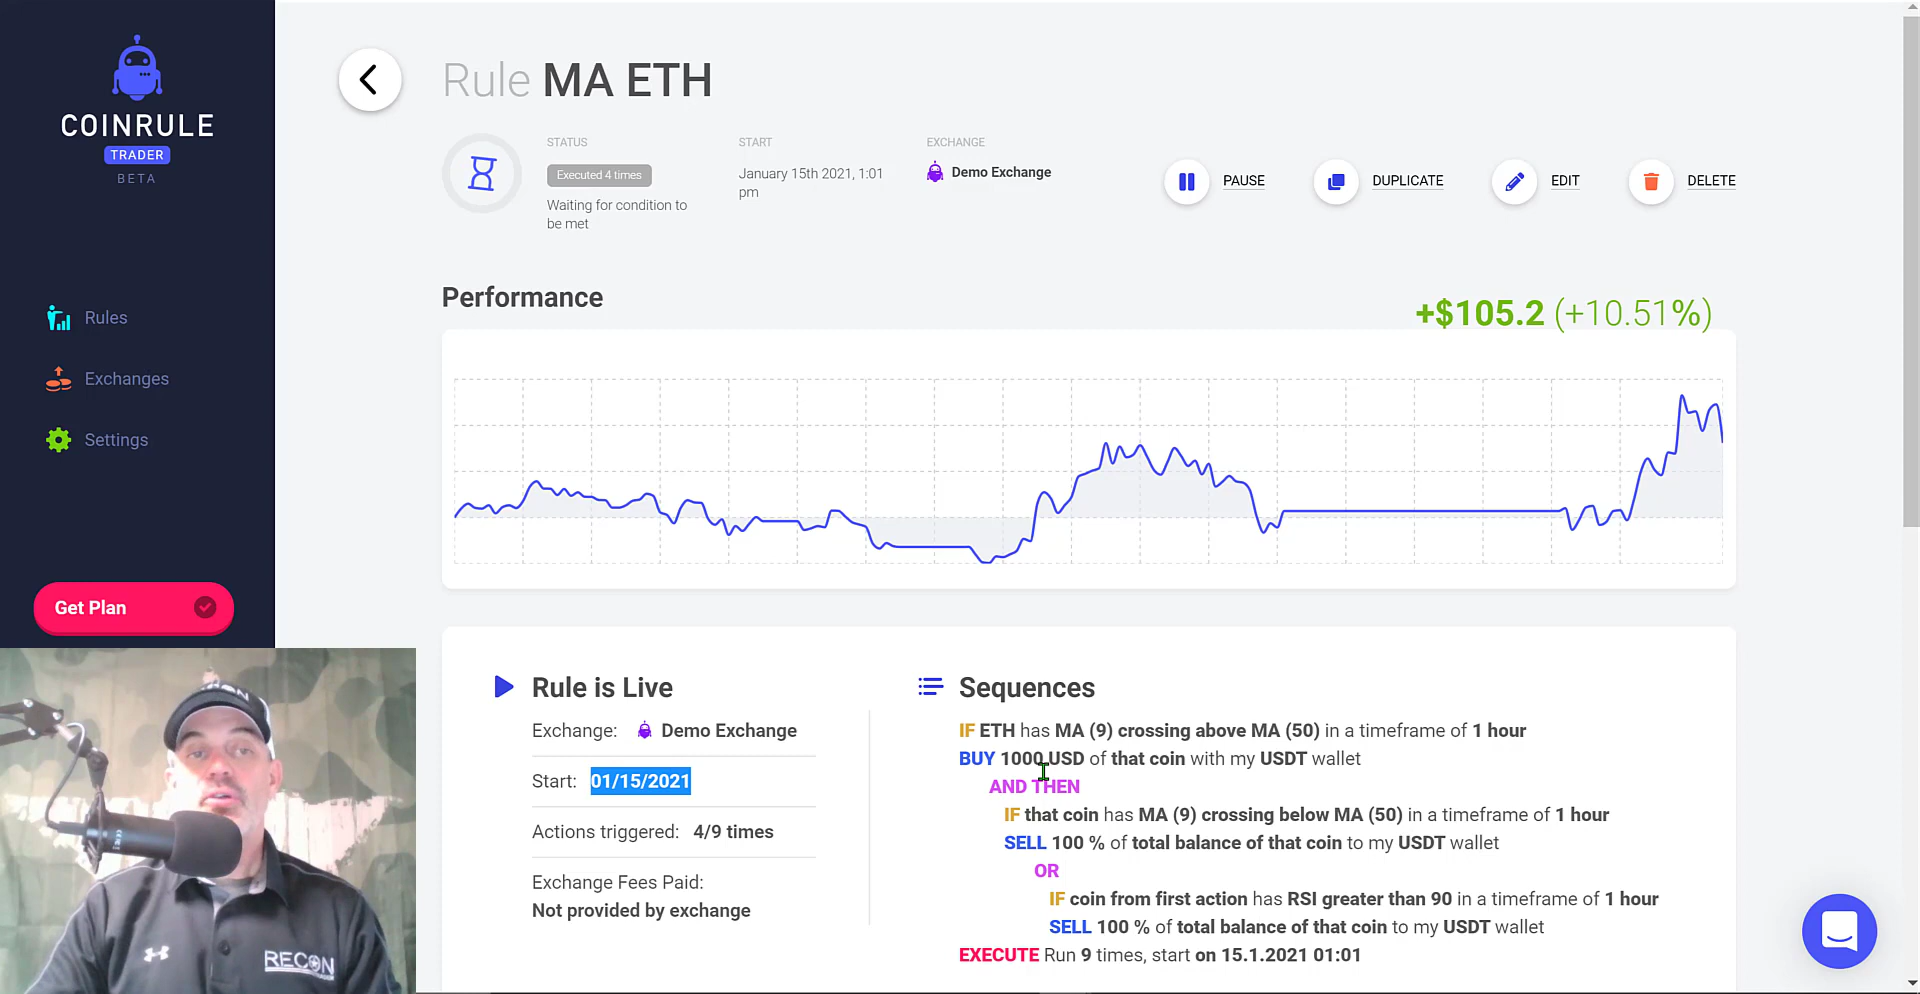 COINRULE
TRADER
BETA
Rules
Exchanges
Settings
Get Plan
Rule MA ETH
STATUS
Executed 4 times
Waiting for condition to
be met
START
January 15th 2021, 1:01
pm
EXCHANGE
Demo Exchange
PAUSE
DUPLICATE
EDIT
DELETE
Performance
+$105.2 (+10.51%)
Rule is Live
Exchange: Demo Exchange
Start: 01/15/2021
Actions triggered: 4/9 times
Exchange Fees Paid:
Not provided by exchange
Sequences
IF ETH has MA (9) crossing above MA (50) in a timeframe of 1 hour
BUY 1000 USD of that coin with my USDT wallet
AND THEN
IF that coin has MA (9) crossing below MA (50) in a timeframe of 1 hour
SELL 100 % of total balance of that coin to my USDT wallet
OR
IF coin from first action has RSI greater than 90 in a timeframe of 1 hour
SELL 100 % of total balance of that coin to my USDT wallet
EXECUTE Run 9 times, start on 15.1.2021 01:01
RECON